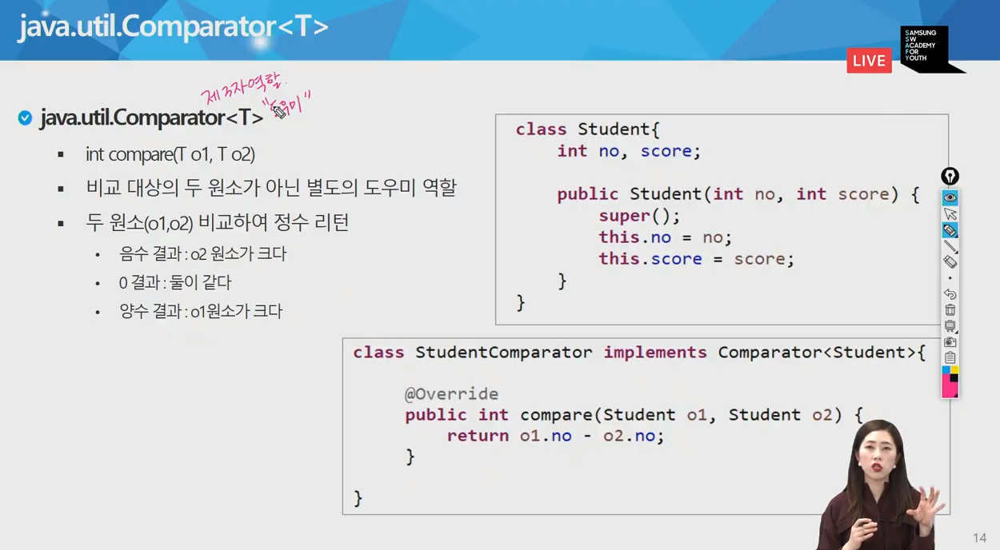 java.util.Comparator<T>
LIVE
SAMSUNG
SW
ACADEMY
FOR
YOUTH
제3자역할.
"도우미"
java.util.Comparator<T>
int compare(T o1, T o2)
비교 대상의 두 원소가 아닌 별도의 도우미 역할
두 원소(o1,o2) 비교하여 정수 리턴
음수 결과 : o2 원소가 크다
0 결과 : 둘이 같다
양수 결과 : o1원소가 크다
class Student{
int no, score;
public Student(int no, int score) {
super();
this.no = no;
this.score = score;
}
}
class StudentComparator implements Comparator<Student>{
@Override
public int compare(Student o1, Student o2) {
return o1.no - o2.no;
}
}
14